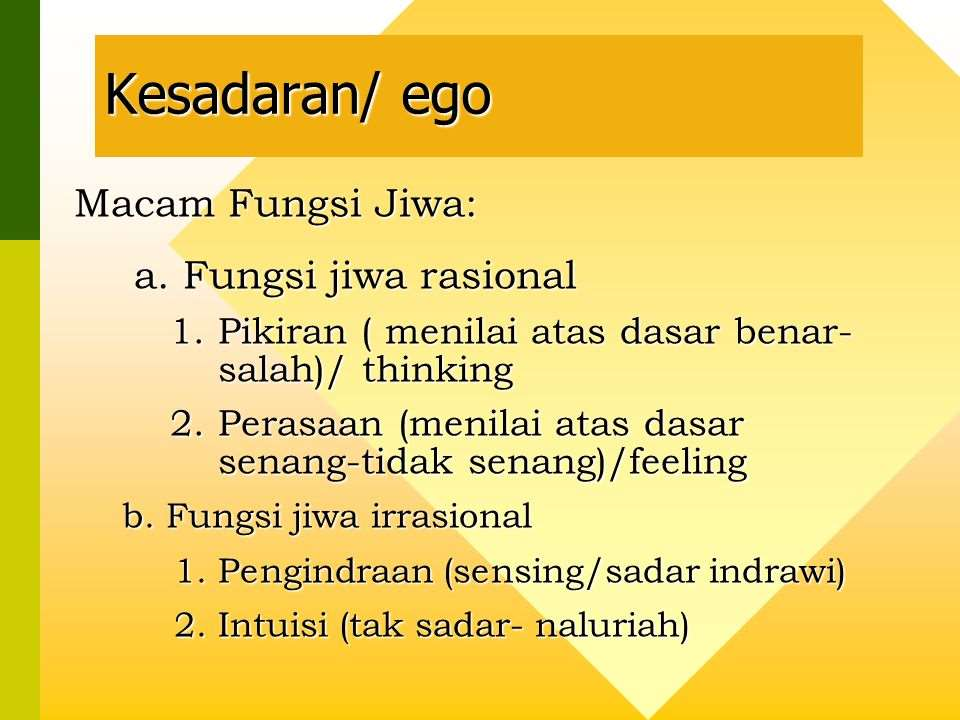 Kesadaran/ ego
Macam Fungsi Jiwa:
a. Fungsi jiwa rasional
1. Pikiran ( menilai atas dasar benar-
salah)/ thinking
2. Perasaan (menilai atas dasar
senang-tidak senang)/feeling
b. Fungsi jiwa irrasional
1. Pengindraan (sensing/sadar indrawi)
2. Intuisi (tak sadar- naluriah)